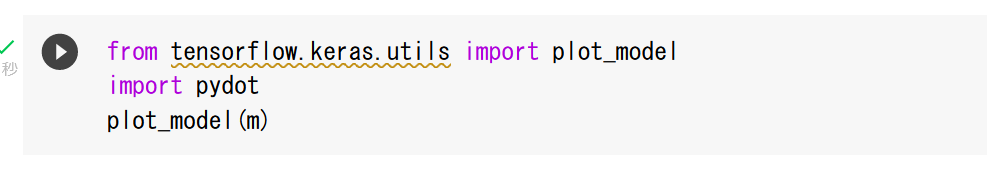 from tensorflow.keras.utils import plot_model
秒
import pydot
plot_model(m)